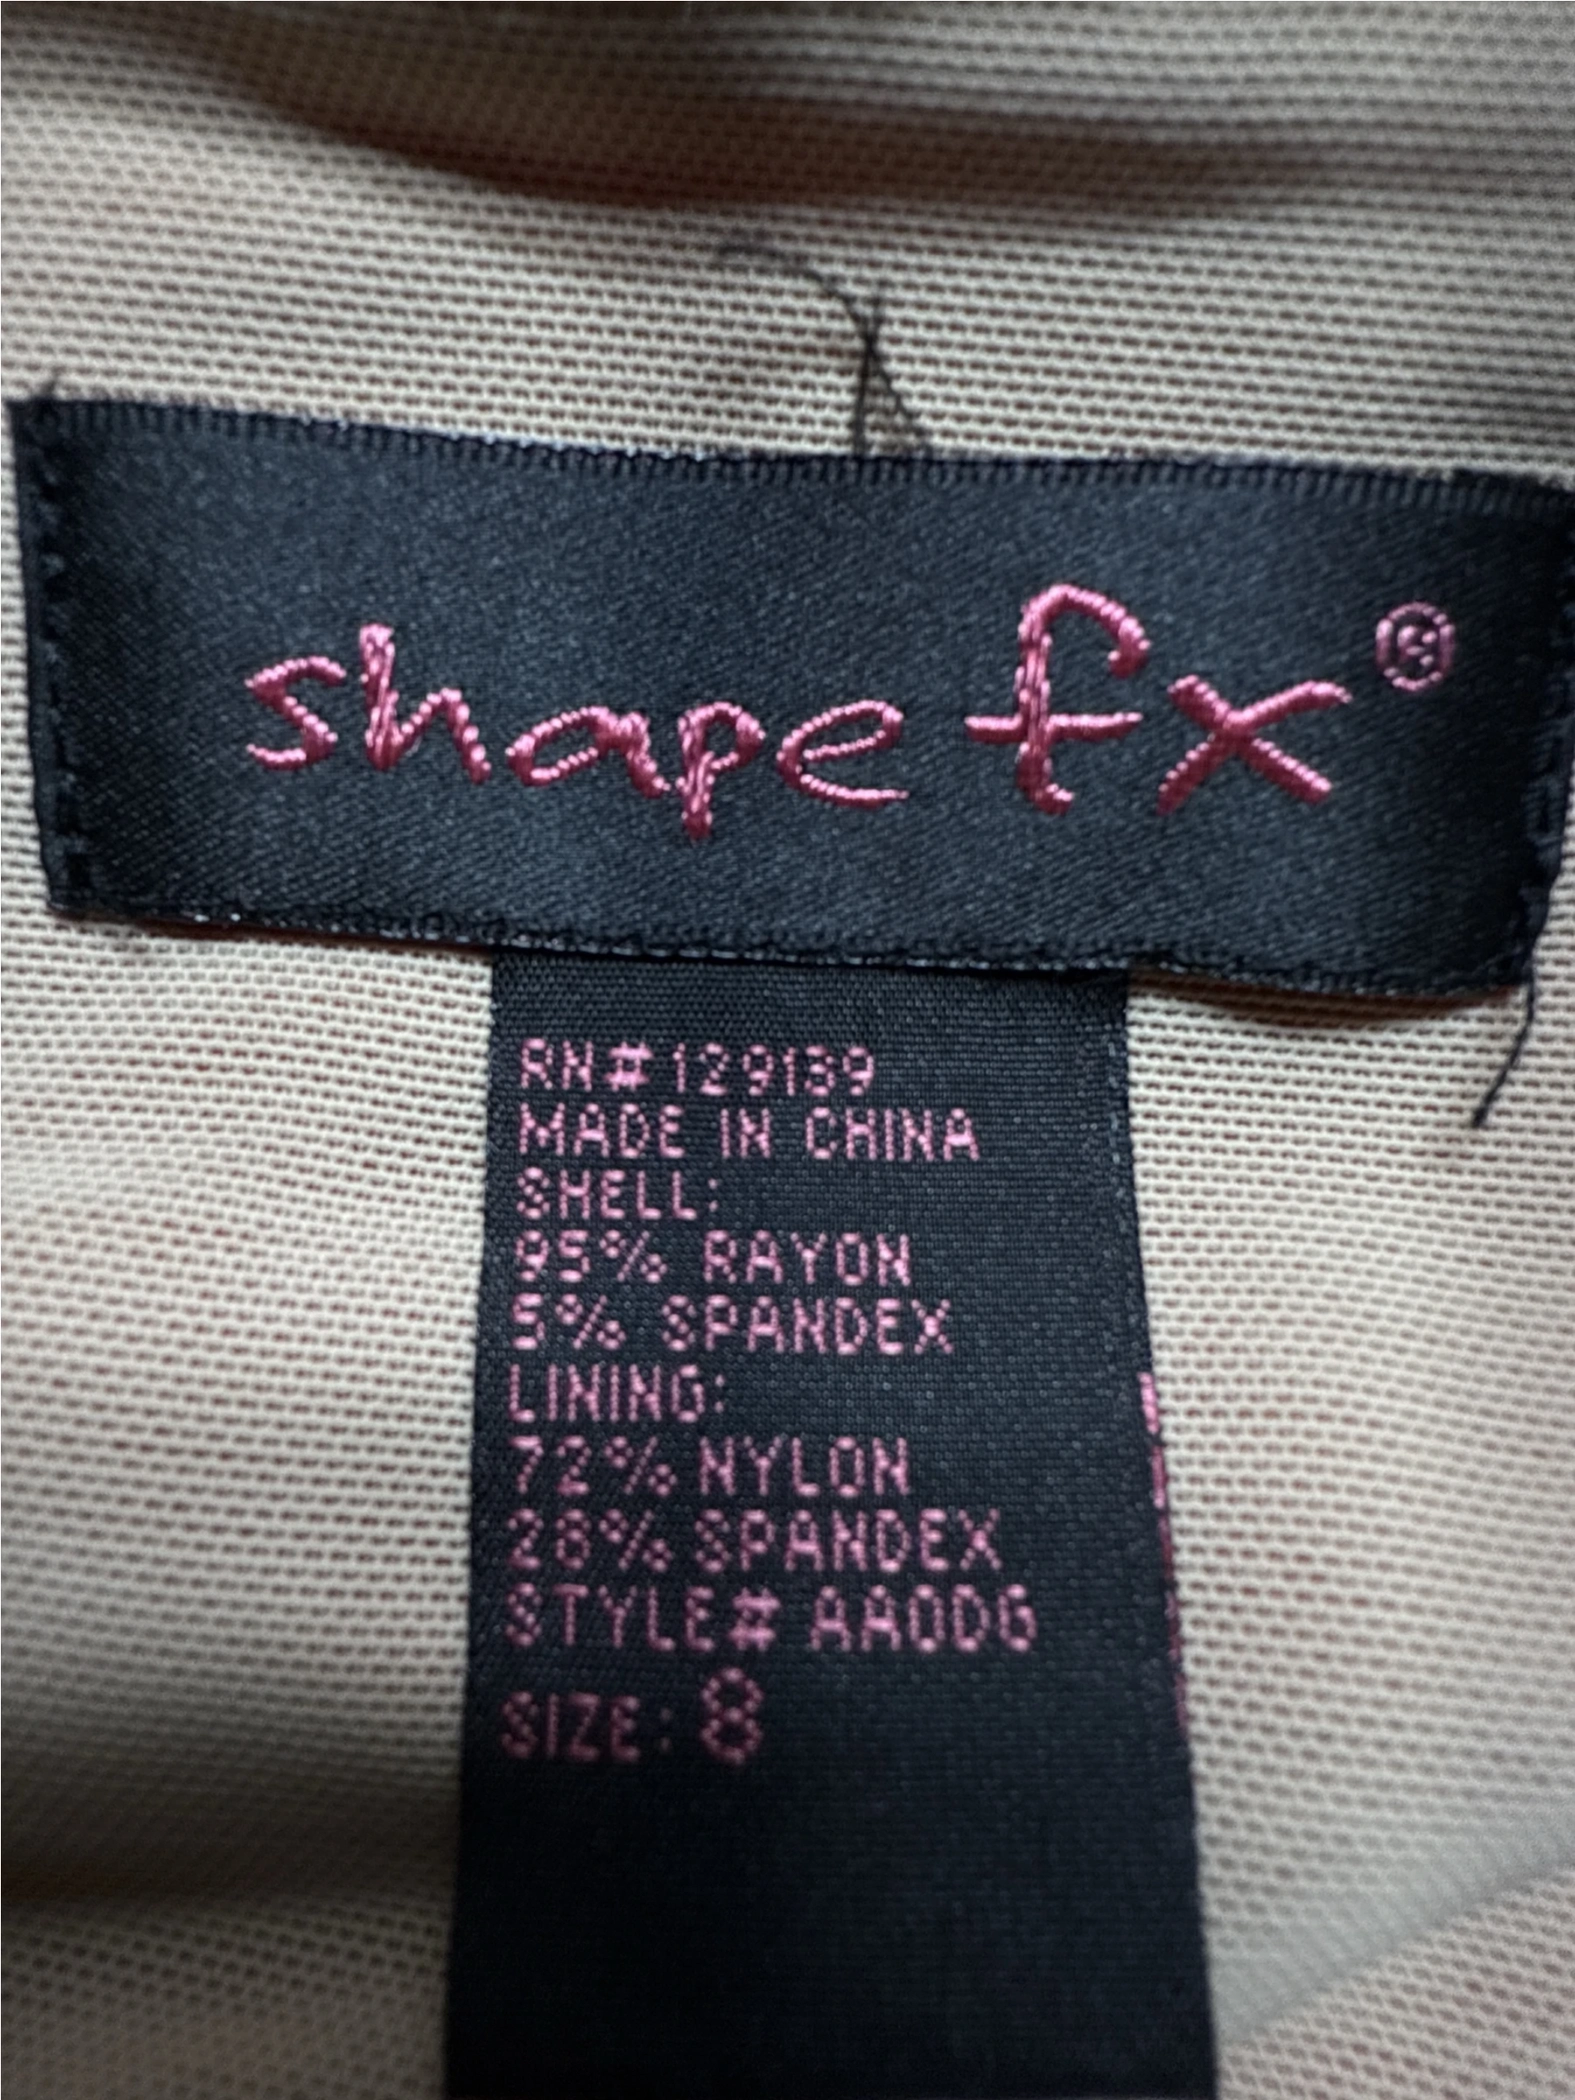 shape fx®
RN#129139
MADE IN CHINA
SHELL:
95% RAYON
5% SPANDEX
LINING:
72% NYLON
28% SPANDEX
STYLE# AAODG
SIZE: 8